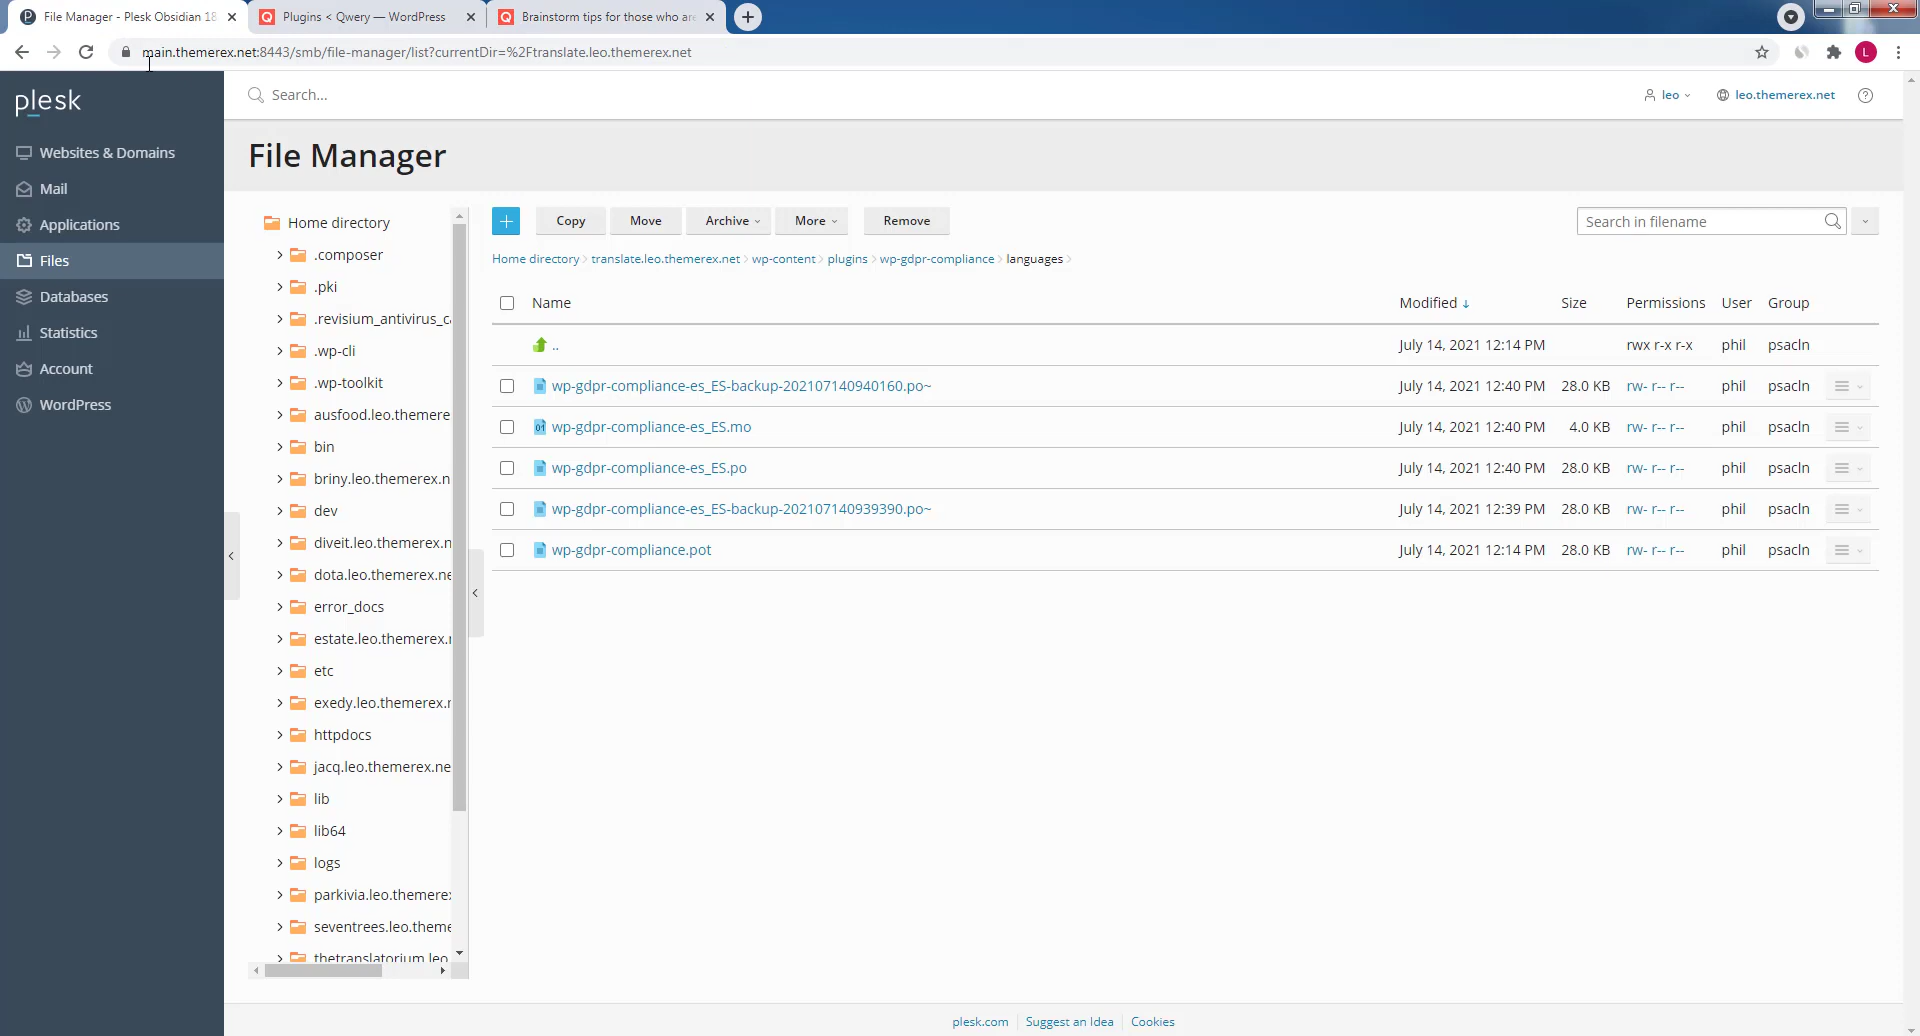 File Manager - Plesk Obsidian 18
Plugins < Qwery — WordPress
Brainstorm tips for those who are
main.themerex.net:8443/smb/file-manager/list?currentDir=%2Ftranslate.leo.themerex.net
L
plesk
Search...
leo
leo.themerex.net
Websites & Domains
Mail
Applications
Files
Databases
Statistics
Account
WordPress
File Manager
Home directory
.composer
.pki
.revisium_antivirus_ca
.wp-cli
.wp-toolkit
ausfood.leo.themere
bin
briny.leo.themerex.n
dev
diveit.leo.themerex.n
dota.leo.themerex.ne
error_docs
estate.leo.themerex.r
etc
exedy.leo.themerex.r
httpdocs
jacq.leo.themerex.ne
lib
lib64
logs
parkivia.leo.themerex
seventrees.leo.theme
thetranslatorium.leo
Copy
Move
Archive
More
Remove
Search in filename
Home directory > translate.leo.themerex.net > wp-content > plugins > wp-gdpr-compliance > languages >
Name Modified ↓ Size Permissions User Group
.. July 14, 2021 12:14 PM rwx r-x r-x phil psacln
wp-gdpr-compliance-es_ES-backup-202107140940160.po~ July 14, 2021 12:40 PM 28.0 KB rw- r-- r-- phil psacln
wp-gdpr-compliance-es_ES.mo July 14, 2021 12:40 PM 4.0 KB rw- r-- r-- phil psacln
wp-gdpr-compliance-es_ES.po July 14, 2021 12:40 PM 28.0 KB rw- r-- r-- phil psacln
wp-gdpr-compliance-es_ES-backup-202107140939390.po~ July 14, 2021 12:39 PM 28.0 KB rw- r-- r-- phil psacln
wp-gdpr-compliance.pot July 14, 2021 12:14 PM 28.0 KB rw- r-- r-- phil psacln
plesk.com
Suggest an Idea
Cookies